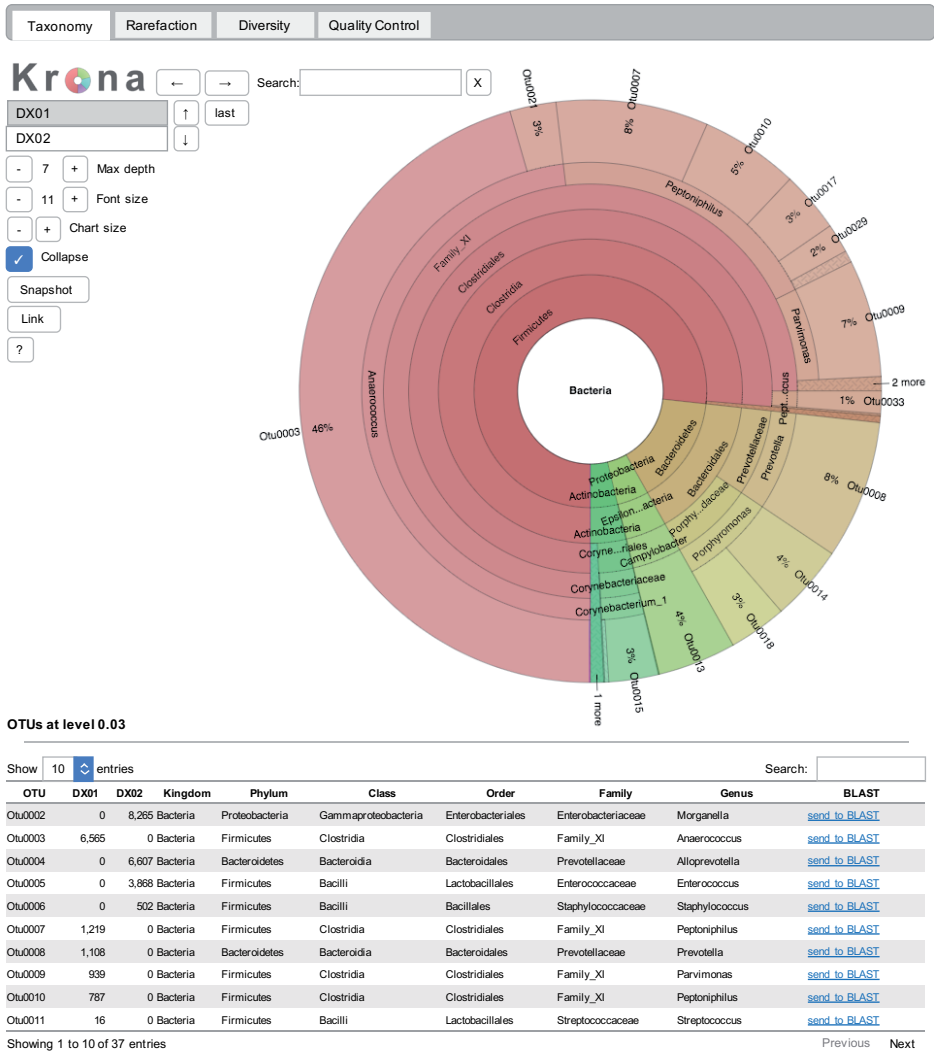 Taxonomy Rarefaction Diversity Quality Control
Krona ← → Search: X
DX01 ↑ last
DX02 ↓
- 7 + Max depth
- 11 + Font size
- + Chart size
✓ Collapse
Snapshot
Link
?
Otu0021 3%
8% Otu0007
5% Otu0010
3% Otu0017
2% Otu0029
Peptoniphilus
Family_XI
Clostridiales
Clostridia
Firmicutes
Parvimonas
7% Otu0009
2 more
Pept...ccus
1% Otu0033
Bacteria
Anaerococcus
Otu0003 46%
Bacteroidetes
Bacteroidales
Prevotellaceae
Prevotella
8% Otu0008
Proteobacteria
Actinobacteria
Epsilon...acteria
Porphy...daceae
Porphyromonas
4% Otu0014
Actinobacteria
Coryne...riales
Campylobacter
3% Otu0018
Corynebacteriaceae
Corynebacterium_1
4% Otu0013
3% Otu0015
1 more
OTUs at level 0.03
Show 10 entries Search:
OTU DX01 DX02 Kingdom Phylum Class Order Family Genus BLAST
Otu0002 0 8,265 Bacteria Proteobacteria Gammaproteobacteria Enterobacteriales Enterobacteriaceae Morganella send to BLAST
Otu0003 6,565 0 Bacteria Firmicutes Clostridia Clostridiales Family_XI Anaerococcus send to BLAST
Otu0004 0 6,607 Bacteria Bacteroidetes Bacteroidia Bacteroidales Prevotellaceae Alloprevotella send to BLAST
Otu0005 0 3,868 Bacteria Firmicutes Bacilli Lactobacillales Enterococcaceae Enterococcus send to BLAST
Otu0006 0 502 Bacteria Firmicutes Bacilli Bacillales Staphylococcaceae Staphylococcus send to BLAST
Otu0007 1,219 0 Bacteria Firmicutes Clostridia Clostridiales Family_XI Peptoniphilus send to BLAST
Otu0008 1,108 0 Bacteria Bacteroidetes Bacteroidia Bacteroidales Prevotellaceae Prevotella send to BLAST
Otu0009 939 0 Bacteria Firmicutes Clostridia Clostridiales Family_XI Parvimonas send to BLAST
Otu0010 787 0 Bacteria Firmicutes Clostridia Clostridiales Family_XI Peptoniphilus send to BLAST
Otu0011 16 0 Bacteria Firmicutes Bacilli Lactobacillales Streptococcaceae Streptococcus send to BLAST
Showing 1 to 10 of 37 entries Previous Next